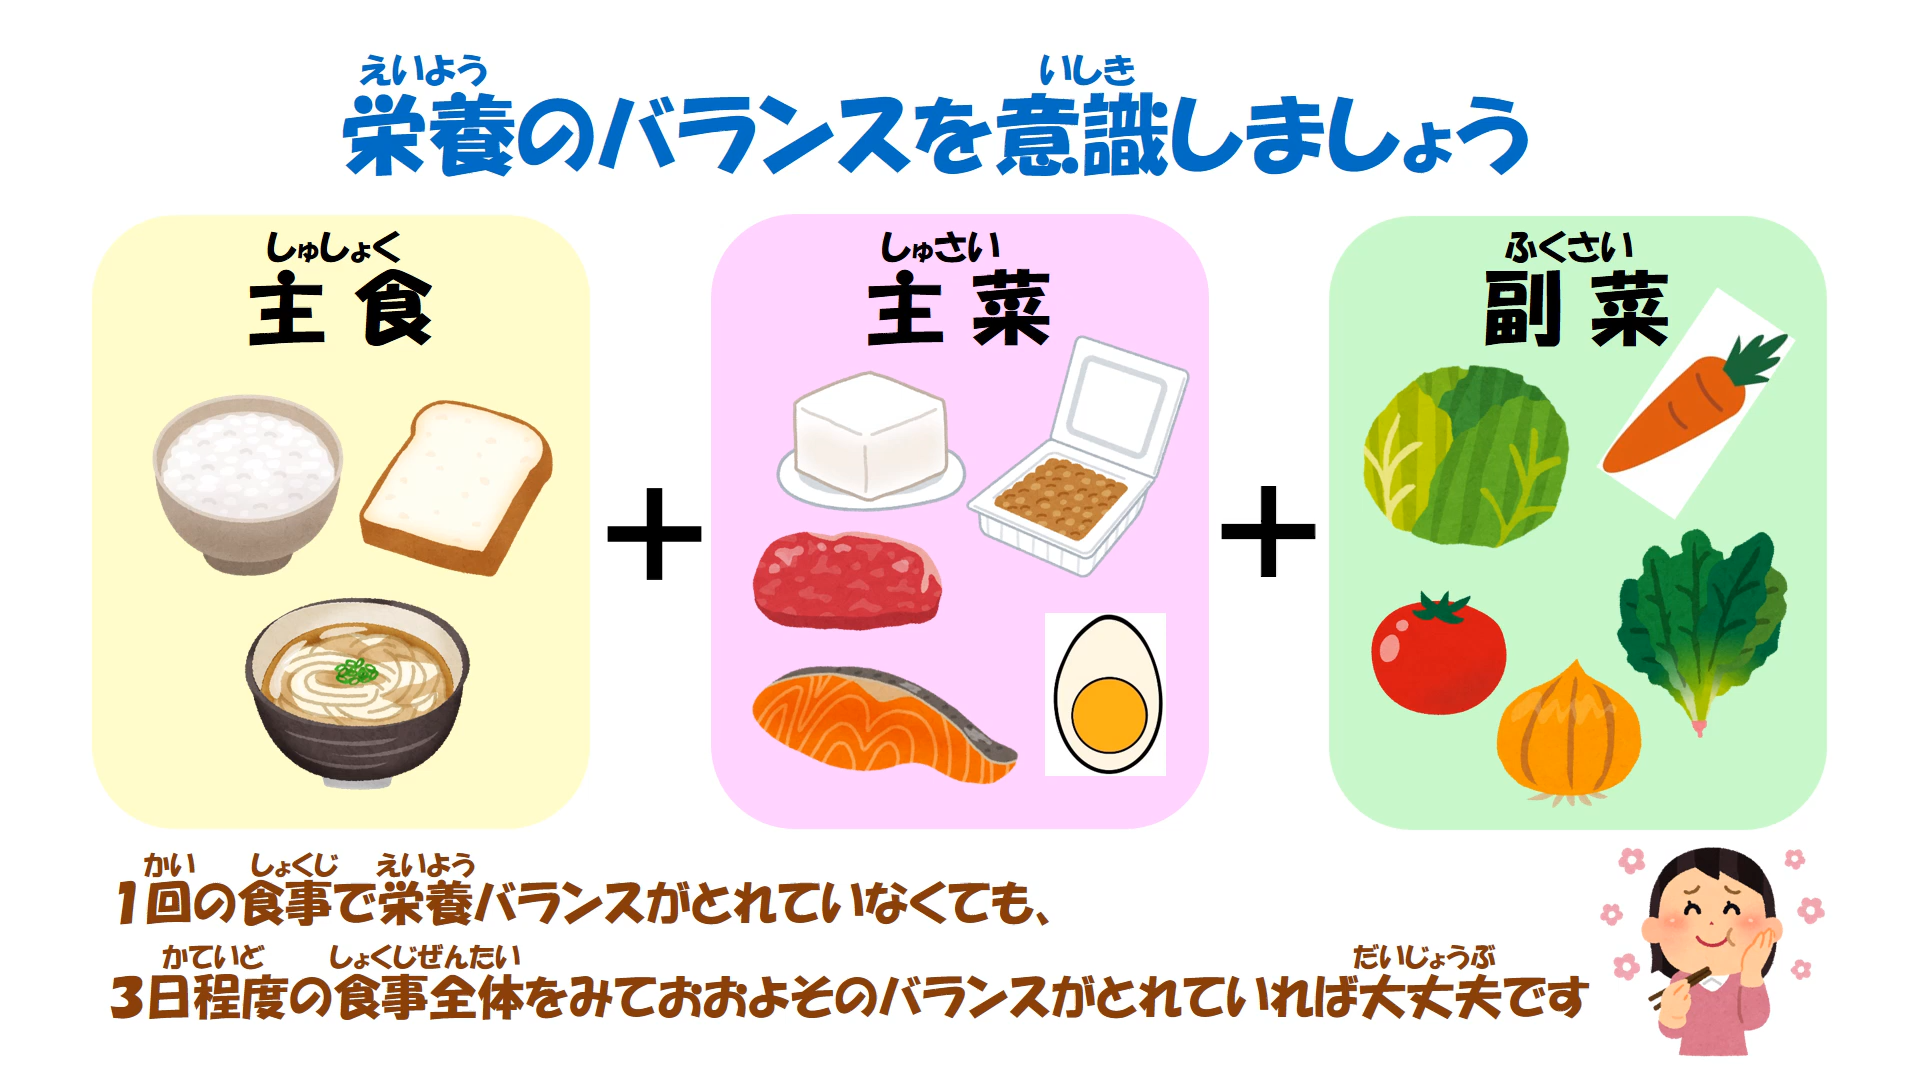 えいよう いしき
栄養のバランスを意識しましょう
しゅしょく
主食
しゅさい
主菜
ふくさい
副菜
+
+
かい しょくじ えいよう
1回の食事で栄養バランスがとれていなくても、
かていど しょくじぜんたい だいじょうぶ
3日程度の食事全体をみておおよそのバランスがとれていれば大丈夫です